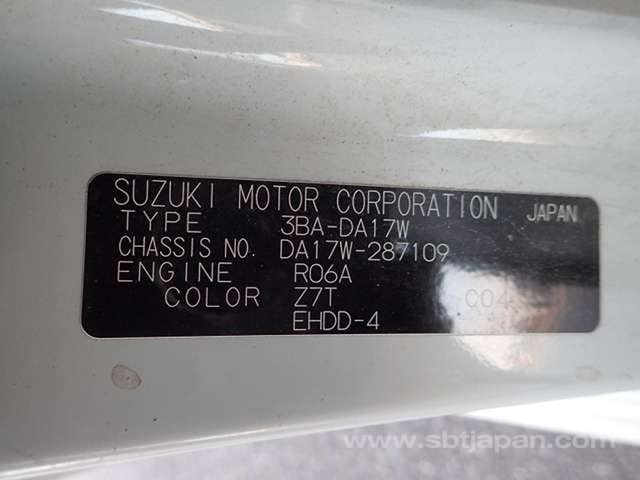 SUZUKI MOTOR CORPORATION JAPAN
TYPE 3BA-DA17W
CHASSIS NO. DA17W-287109
ENGINE R06A
COLOR Z7T C04
EHDD-4
www.sbtjapan.com